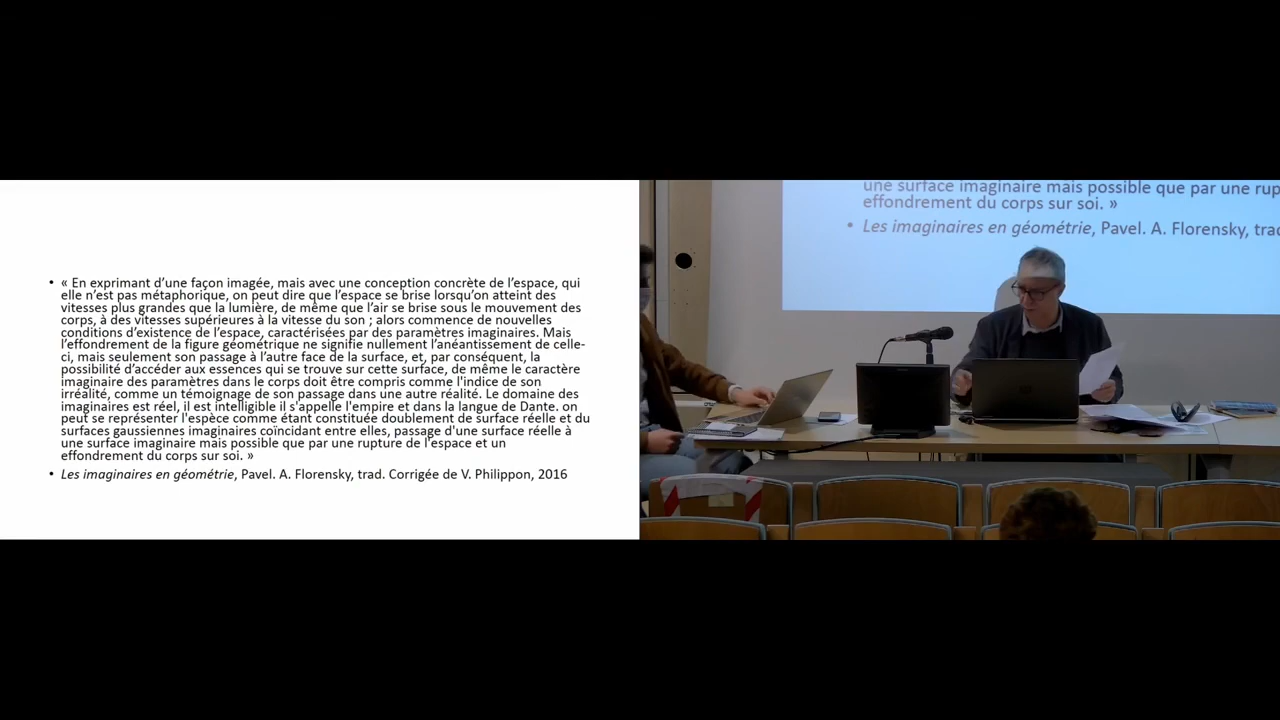 • « En exprimant d’une façon imagée, mais avec une conception concrète de l’espace, qui
elle n’est pas métaphorique, on peut dire que l’espace se brise lorsqu’on atteint des
vitesses plus grandes que la lumière, de même que l’air se brise sous le mouvement des
corps, à des vitesses supérieures à la vitesse du son ; alors commence de nouvelles
conditions d’existence de l’espace, caractérisées par des paramètres imaginaires. Mais
l’effondrement de la figure géométrique ne signifie nullement l’anéantissement de celle-
ci, mais seulement son passage à l’autre face de la surface, et, par conséquent, la
possibilité d’accéder aux essences qui se trouve sur cette surface, de même le caractère
imaginaire des paramètres dans le corps doit être compris comme l'indice de son
irréalité, comme un témoignage de son passage dans une autre réalité. Le domaine des
imaginaires est réel, il est intelligible il s'appelle l'empire et dans la langue de Dante. on
peut se représenter l'espèce comme étant constituée doublement de surface réelle et du
surfaces gaussiennes imaginaires coïncidant entre elles, passage d'une surface réelle à
une surface imaginaire mais possible que par une rupture de l'espace et un
effondrement du corps sur soi. »
• Les imaginaires en géométrie, Pavel. A. Florensky, trad. Corrigée de V. Philippon, 2016
une surface imaginaire mais possible que par une rup
effondrement du corps sur soi. »
• Les imaginaires en géométrie, Pavel. A. Florensky, trad